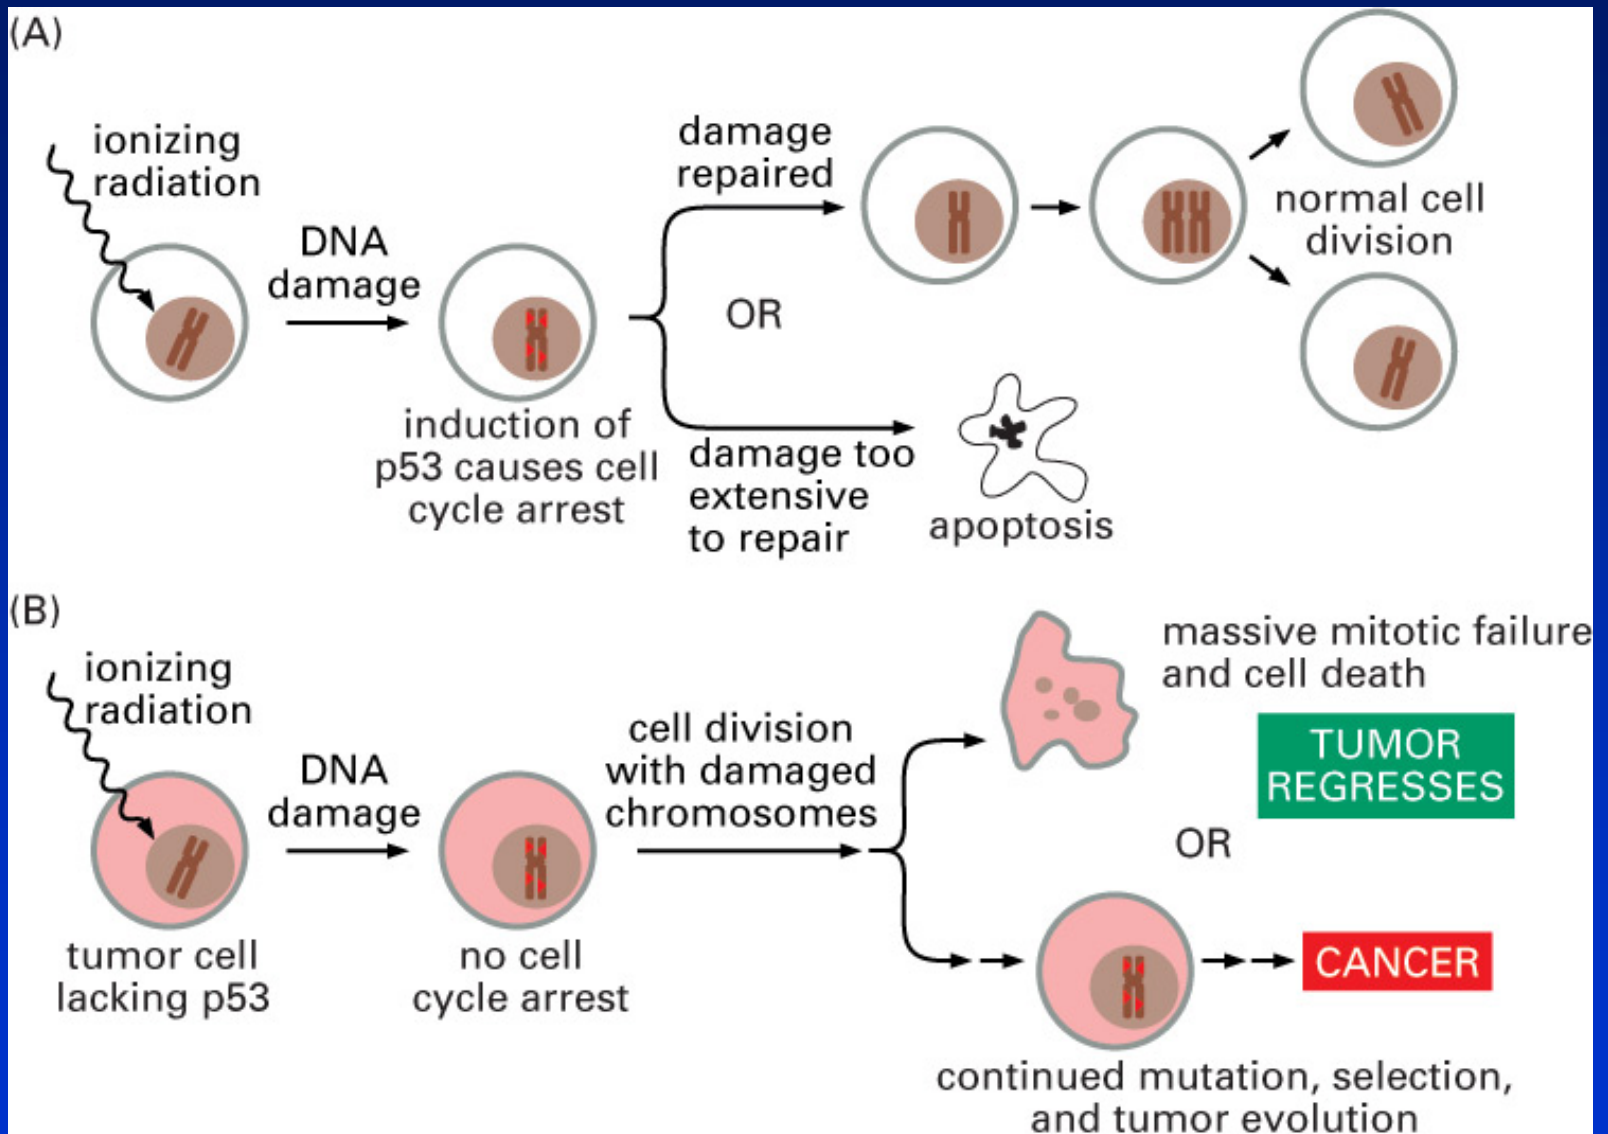 (A)
ionizing
radiation
DNA
damage
induction of
p53 causes cell
cycle arrest
damage
repaired
OR
damage too
extensive
to repair
apoptosis
normal cell
division
(B)
ionizing
radiation
tumor cell
lacking p53
DNA
damage
no cell
cycle arrest
cell division
with damaged
chromosomes
massive mitotic failure
and cell death
TUMOR
REGRESSES
OR
CANCER
continued mutation, selection,
and tumor evolution